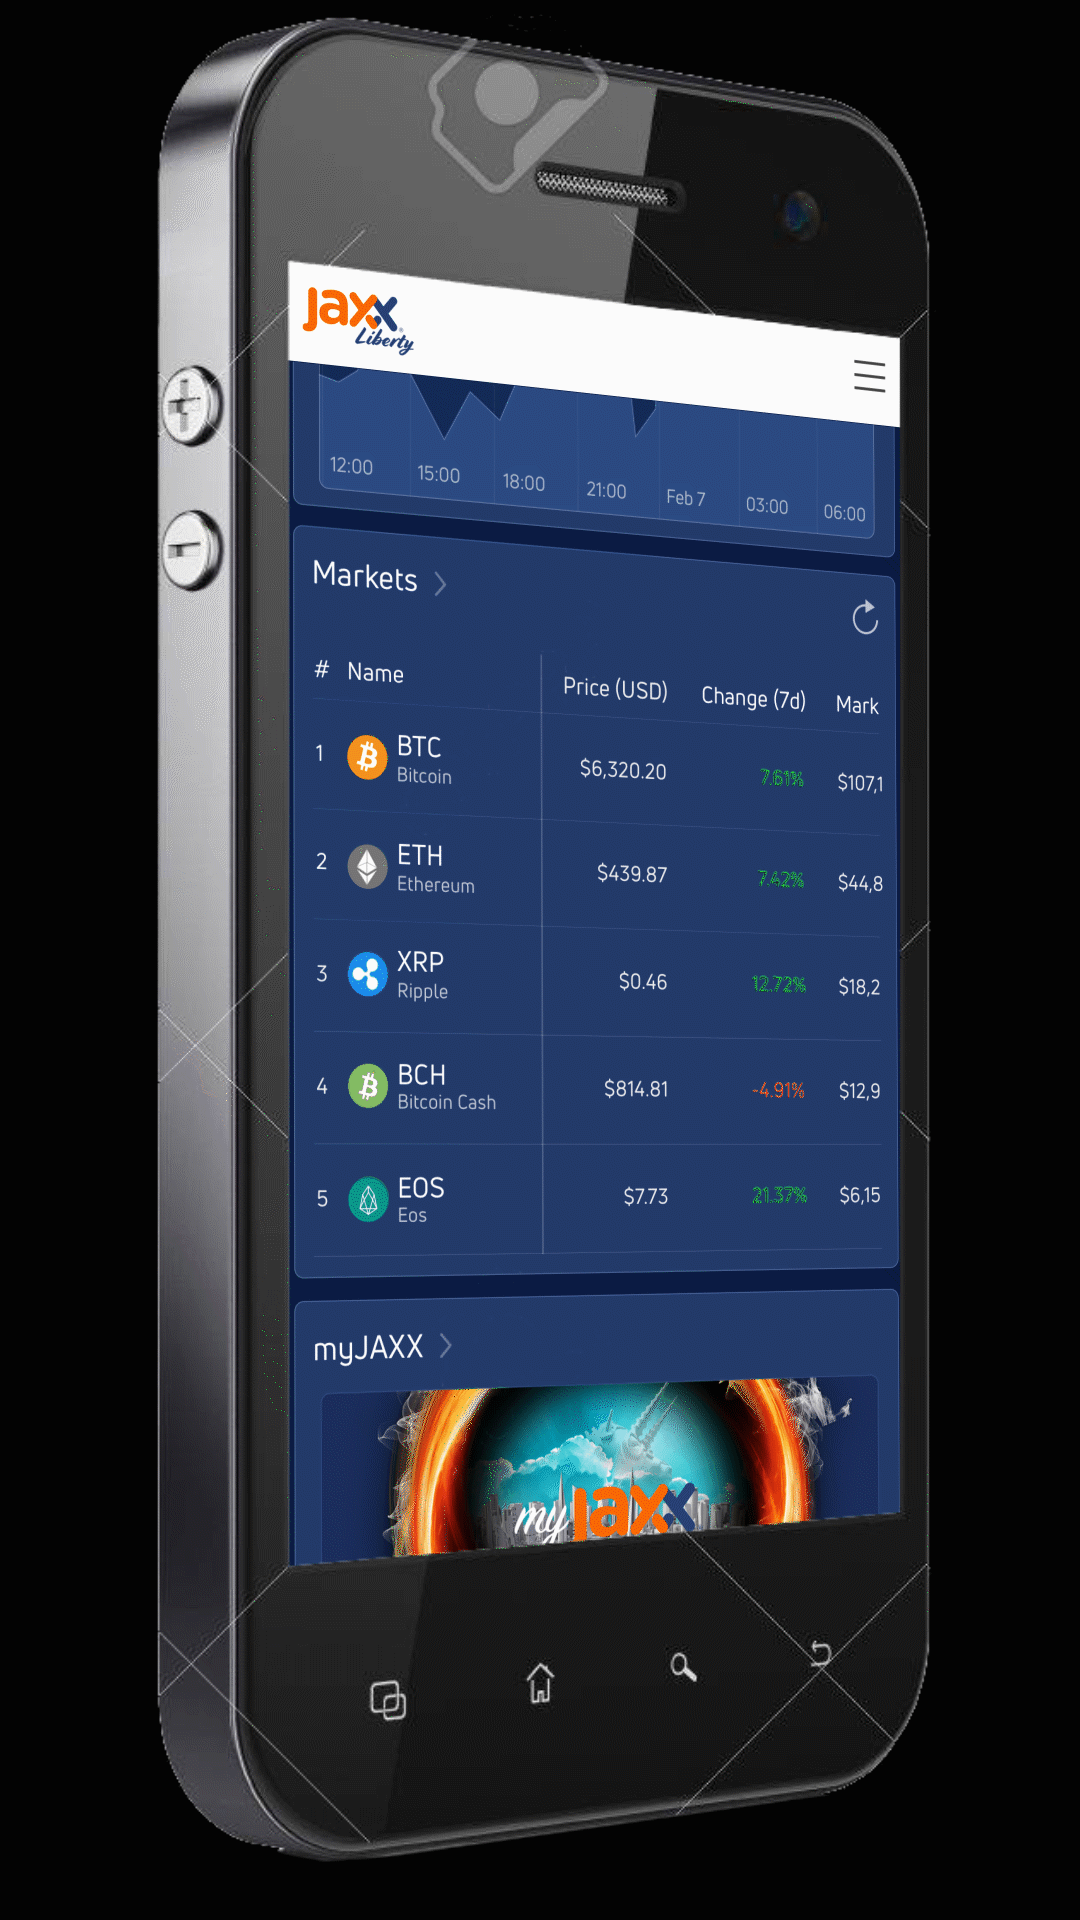 Jaxx
Liberty
12:00 15:00 18:00 21:00 Feb 7 03:00 06:00
Markets
# Name Price (USD) Change (7d) Mark
1 BTC $6,320.20 7.61% $107,1
Bitcoin
2 ETH $439.87 7.42% $44,8
Ethereum
3 XRP $0.46 12.72% $18,2
Ripple
4 BCH $814.81 -4.91% $12,9
Bitcoin Cash
5 EOS $7.73 21.37% $6,15
Eos
myJAXX
my Jaxx